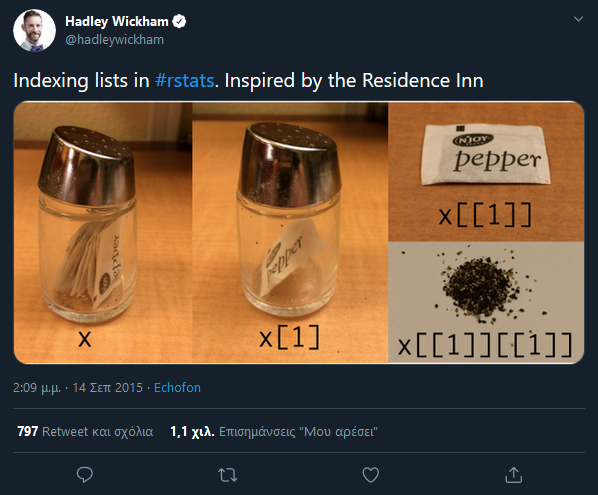 Hadley Wickham
@hadleywickham
Indexing lists in #rstats. Inspired by the Residence Inn
pepper
x
pepper
x[1]
N'JOY
pepper
x[[1]]
x[[1]][[1]]
2:09 μ.μ. · 14 Σεπ 2015 · Echofon
797 Retweet και σχόλια 1,1 χιλ. Επισημάνσεις "Μου αρέσει"